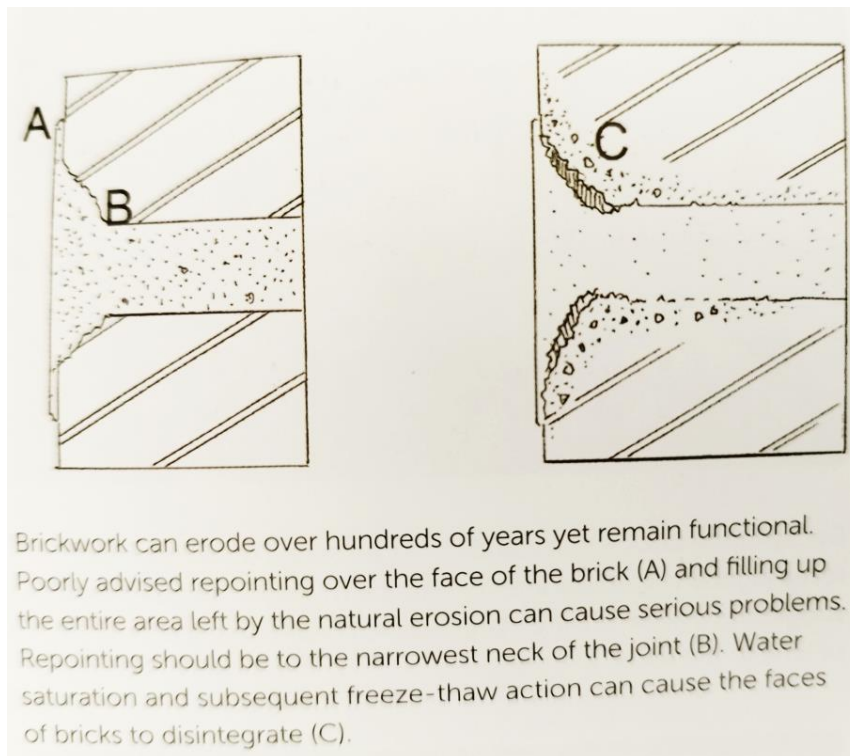 A
B
C
Brickwork can erode over hundreds of years yet remain functional.
Poorly advised repointing over the face of the brick (A) and filling up
the entire area left by the natural erosion can cause serious problems.
Repointing should be to the narrowest neck of the joint (B). Water
saturation and subsequent freeze-thaw action can cause the faces
of bricks to disintegrate (C).